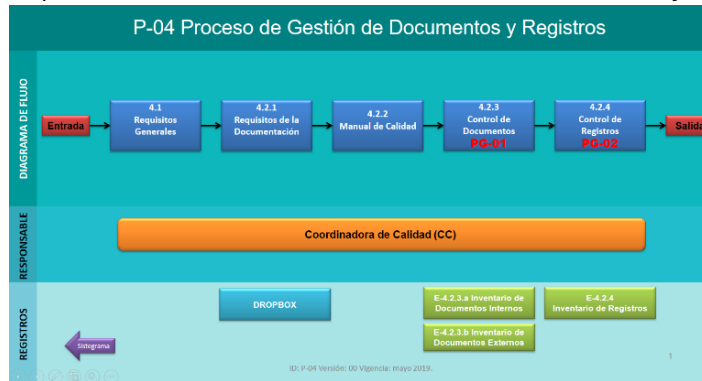 P-04 Proceso de Gestión de Documentos y Registros
DIAGRAMA DE FLUJO
Entrada
4.1
Requisitos
Generales
4.2.1
Requisitos de la
Documentación
4.2.2
Manual de Calidad
4.2.3
Control de
Documentos
PG-01
4.2.4
Control de
Registros
PG-02
Salida
RESPONSABLE
Coordinadora de Calidad (CC)
REGISTROS
DROPBOX
E-4.2.3.a Inventario de
Documentos Internos
E-4.2.3.b Inventario de
Documentos Externos
E-4.2.4
Inventario de Registros
Sistegrama
1
ID: P-04 Versión: 00 Vigencia: mayo 2019.